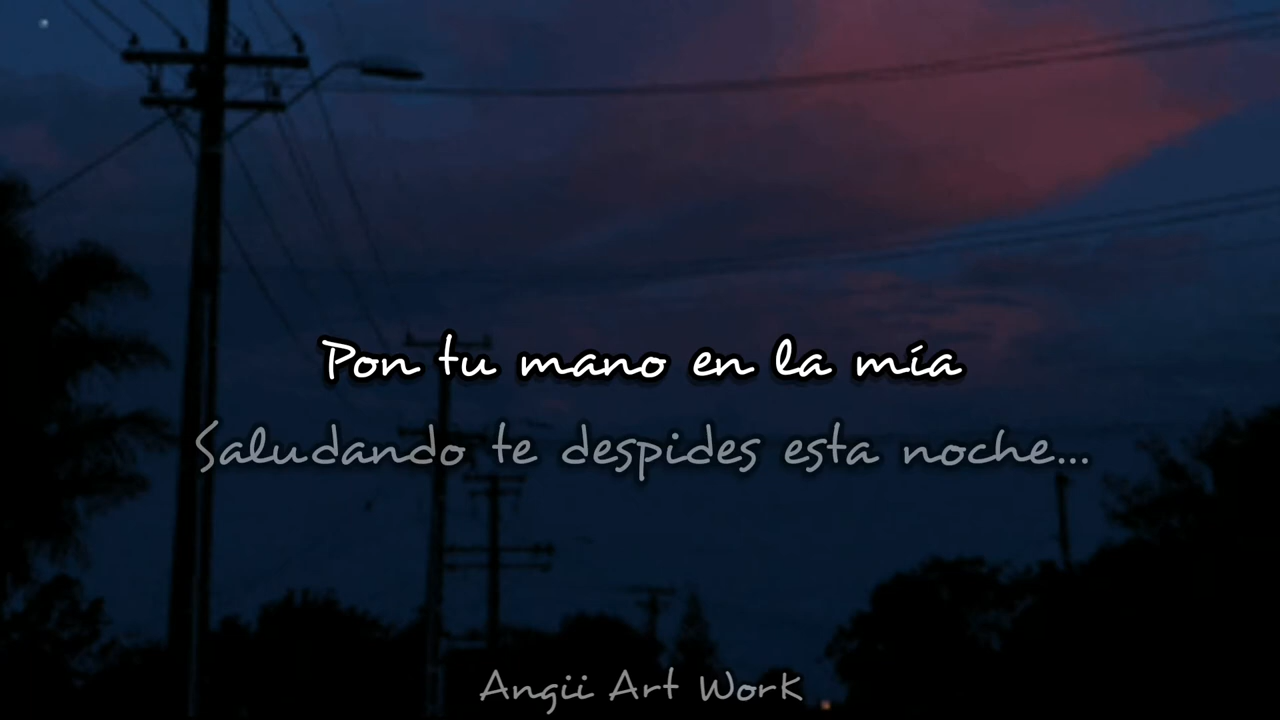 Pon tu mano en la mía
Saludando te despides esta noche...
Angii Art Work